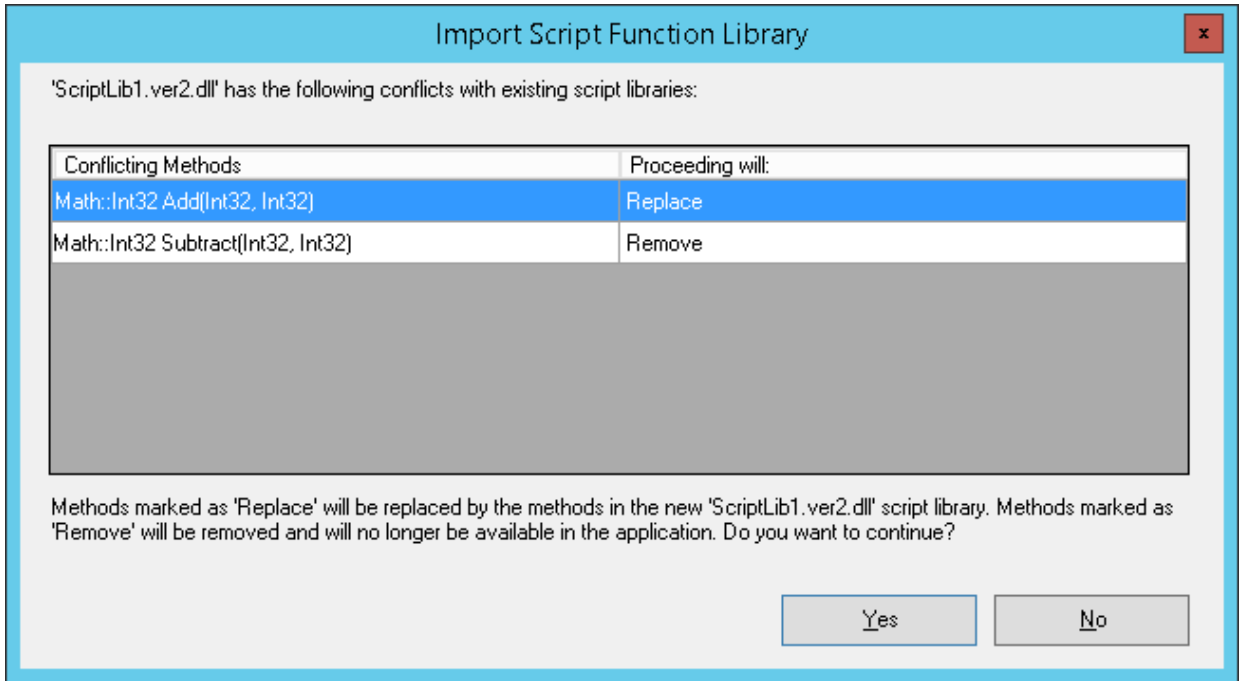 Import Script Function Library
x
'ScriptLib1.ver2.dll' has the following conflicts with existing script libraries:
Conflicting Methods Proceeding will:
Math::Int32 Add(Int32, Int32) Replace
Math::Int32 Subtract(Int32, Int32) Remove
Methods marked as 'Replace' will be replaced by the methods in the new 'ScriptLib1.ver2.dll' script library. Methods marked as
'Remove' will be removed and will no longer be available in the application. Do you want to continue?
Yes No